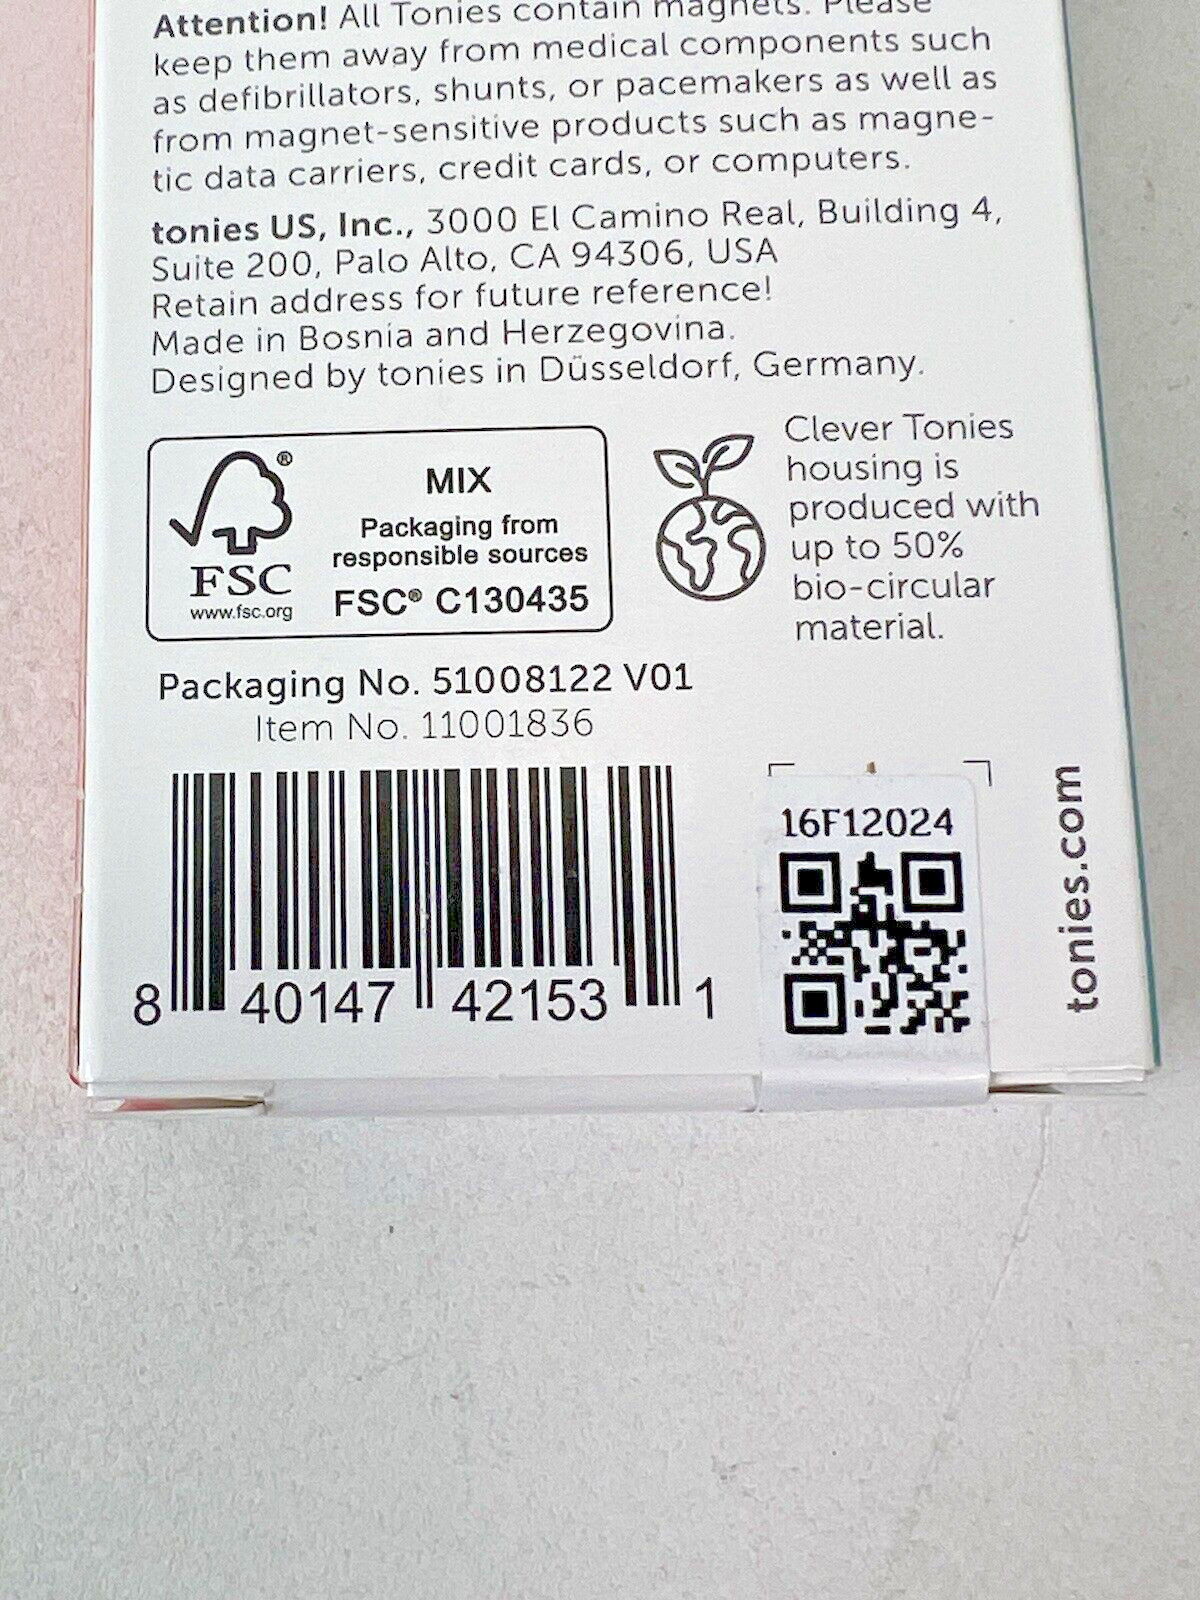 Attention! All Tonies contain magnets. Please
keep them away from medical components such
as defibrillators, shunts, or pacemakers as well as
from magnet-sensitive products such as magne-
tic data carriers, credit cards, or computers.
tonies US, Inc., 3000 El Camino Real, Building 4,
Suite 200, Palo Alto, CA 94306, USA
Retain address for future reference!
Made in Bosnia and Herzegovina.
Designed by tonies in Düsseldorf, Germany.
®
FSC
www.fsc.org
MIX
Packaging from
responsible sources
FSC® C130435
Clever Tonies
housing is
produced with
up to 50%
bio-circular
material.
Packaging No. 51008122 V01
Item No. 11001836
8 40147 42153 1
16F12024
tonies.com